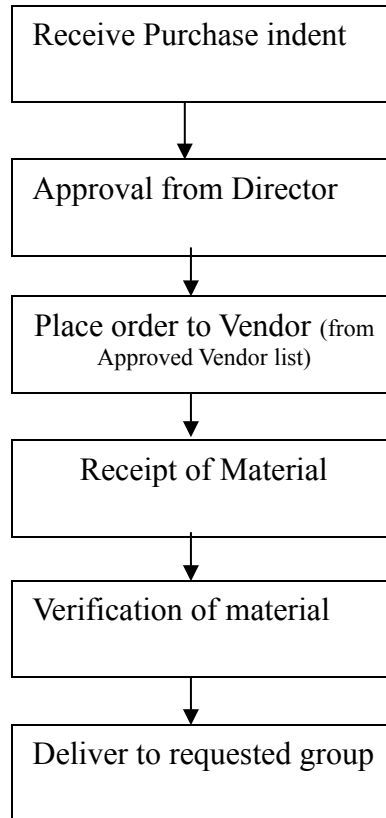 Receive Purchase indent
Approval from Director
Place order to Vendor (from
Approved Vendor list)
Receipt of Material
Verification of material
Deliver to requested group